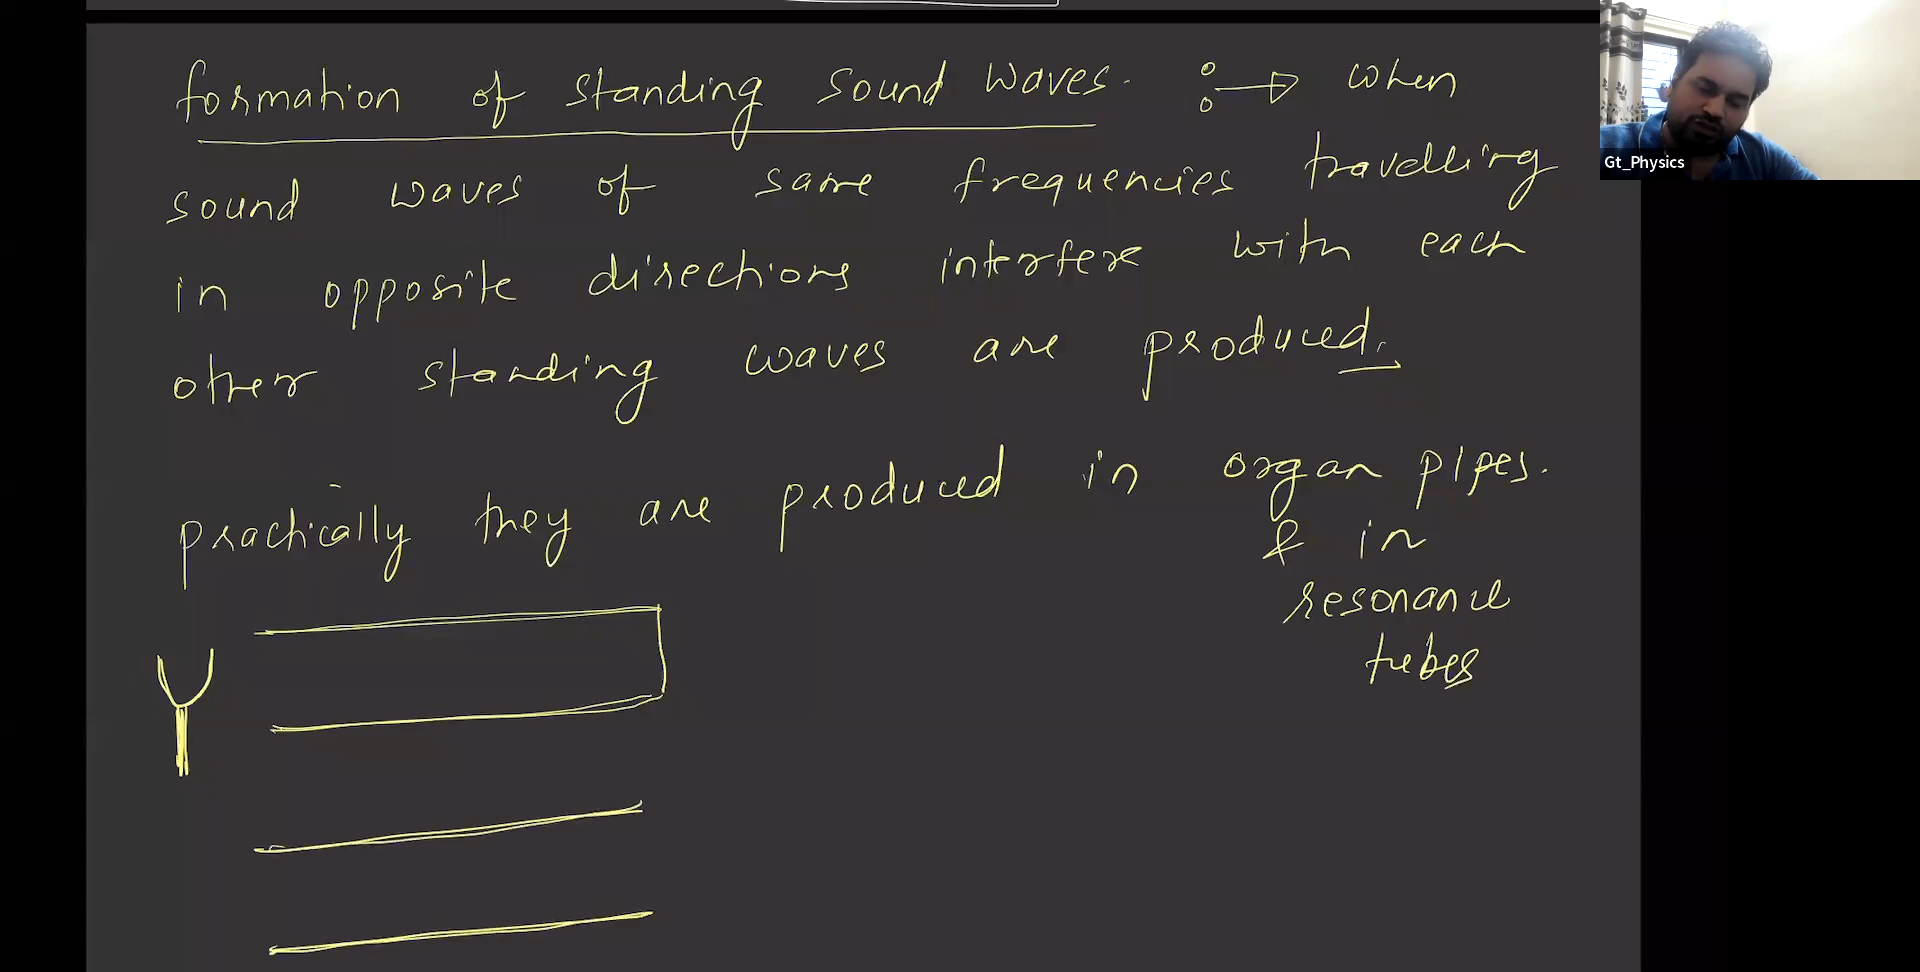 formation of standing sound waves. :→ when
sound waves of same frequencies travelling
in opposite directions interfere with each
other standing waves are produced.
practically they are produced in organ pipes.
& in
resonance
tubes
Gt_Physics